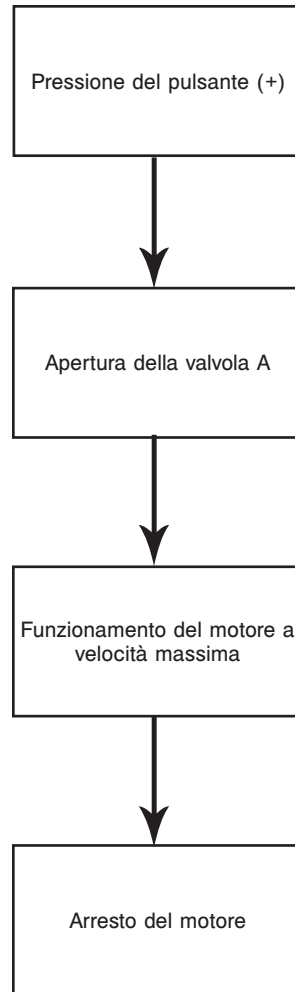 Pressione del pulsante (+)
Apertura della valvola A
Funzionamento del motore a
velocità massima
Arresto del motore